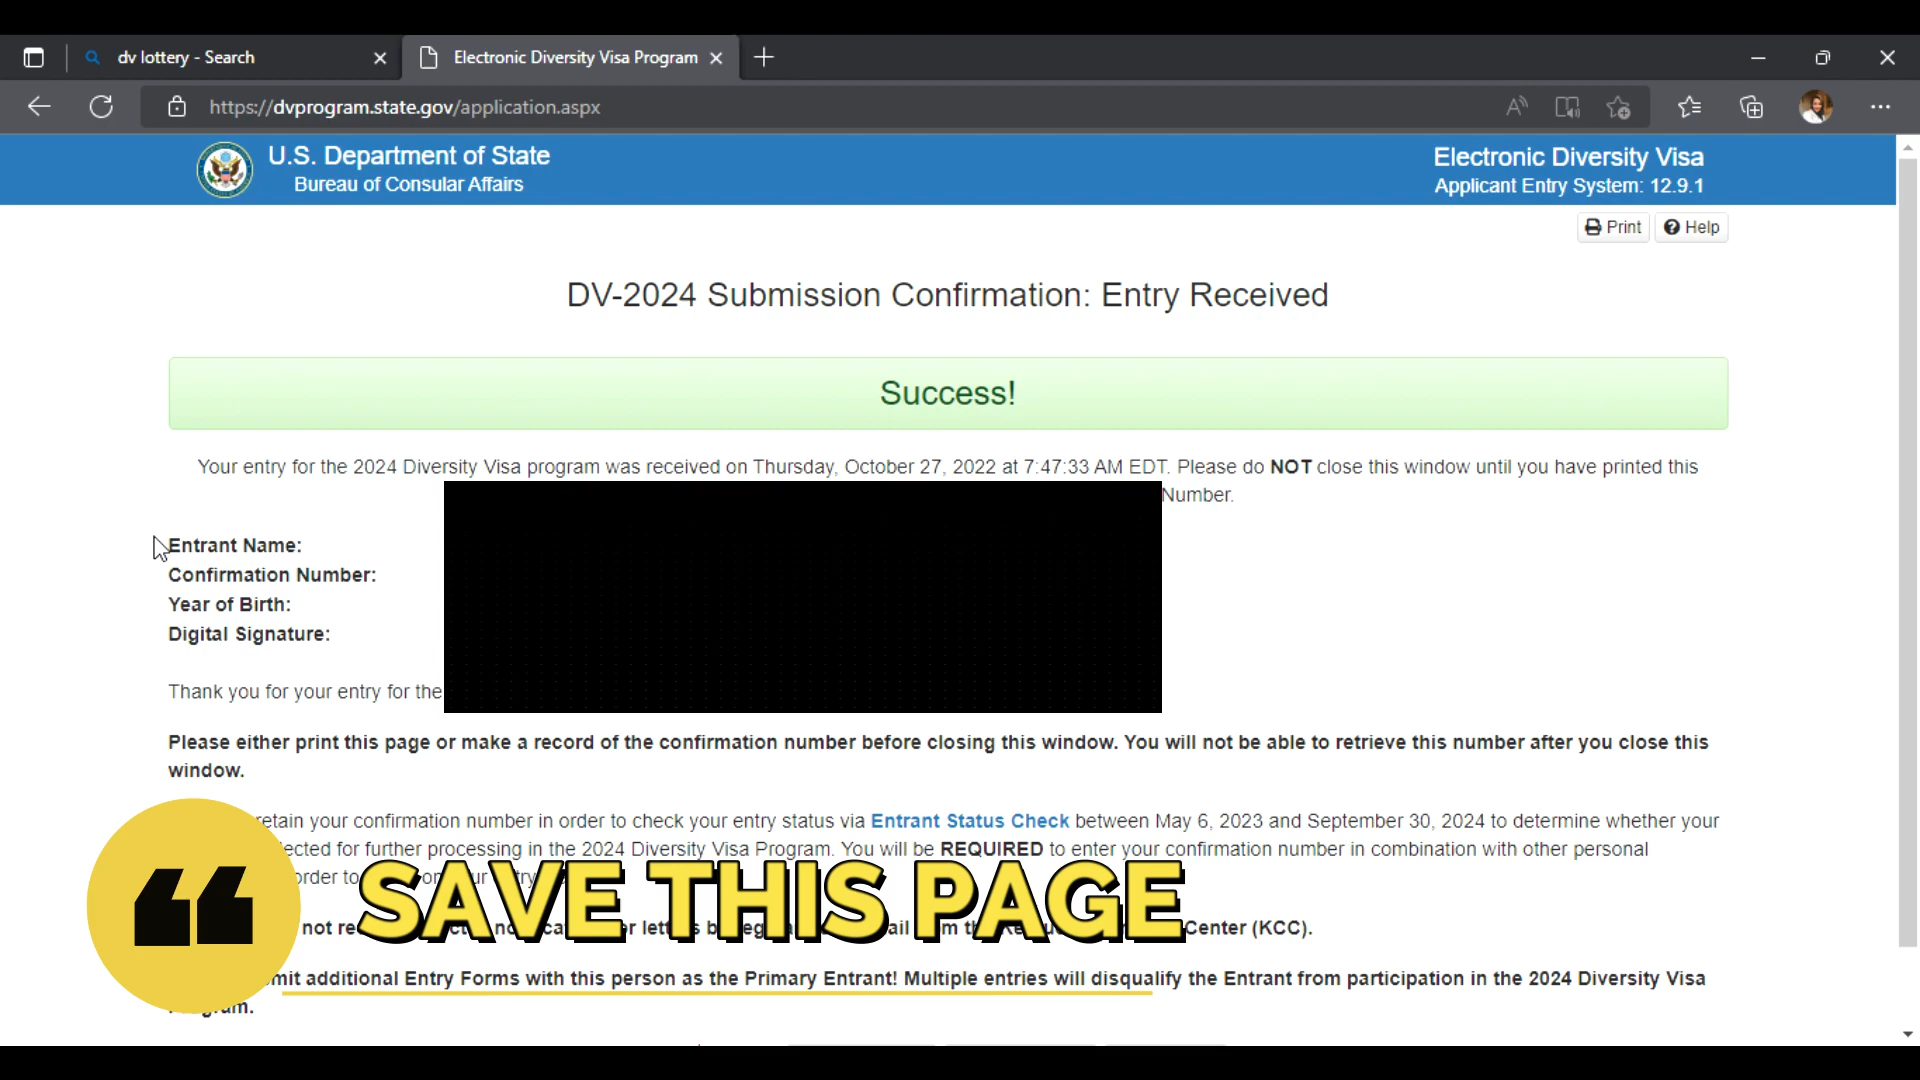 dv lottery - Search
Electronic Diversity Visa Program
https://dvprogram.state.gov/application.aspx
U.S. Department of State
Bureau of Consular Affairs
Electronic Diversity Visa
Applicant Entry System: 12.9.1
Print Help
DV-2024 Submission Confirmation: Entry Received
Success!
Your entry for the 2024 Diversity Visa program was received on Thursday, October 27, 2022 at 7:47:33 AM EDT. Please do NOT close this window until you have printed this
Number.
Entrant Name:
Confirmation Number:
Year of Birth:
Digital Signature:
Thank you for your entry for the
Please either print this page or make a record of the confirmation number before closing this window. You will not be able to retrieve this number after you close this
window.
retain your confirmation number in order to check your entry status via Entrant Status Check between May 6, 2023 and September 30, 2024 to determine whether your
for further processing in the 2024 Diversity Visa Program. You will be REQUIRED to enter your confirmation number in combination with other personal
SAVE THIS PAGE
not Center (KCC).
additional Entry Forms with this person as the Primary Entrant! Multiple entries will disqualify the Entrant from participation in the 2024 Diversity Visa